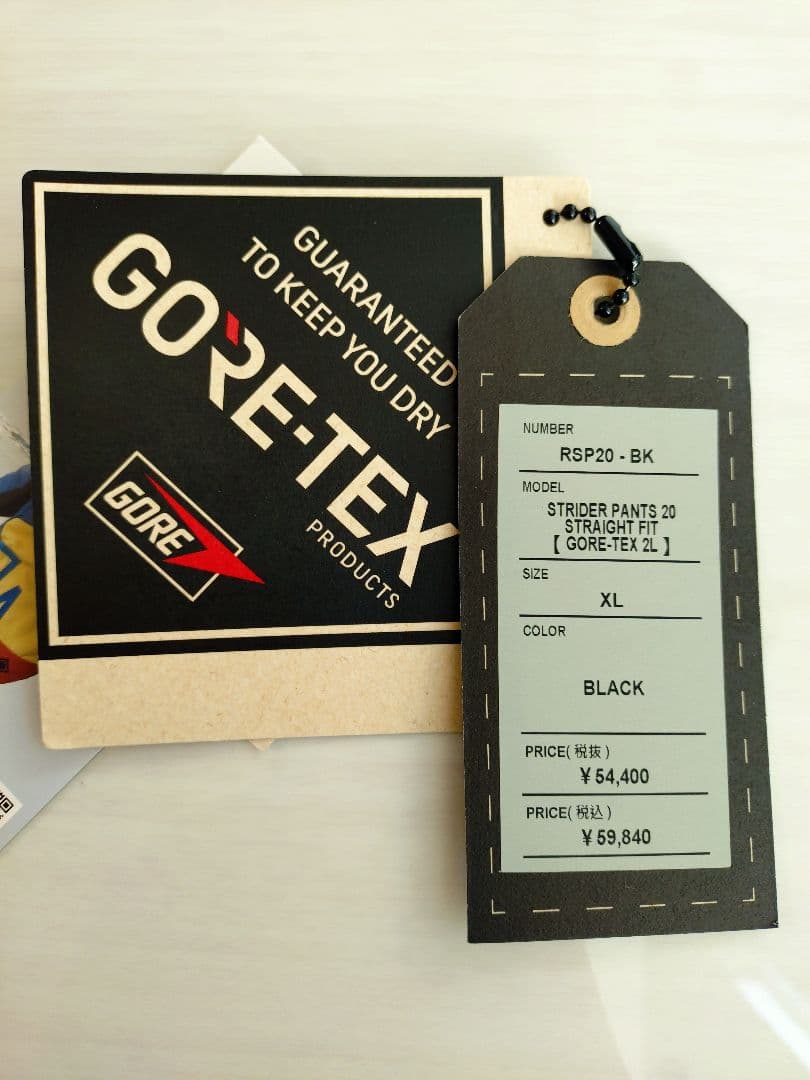 GUARANTEED
TO KEEP YOU DRY
GORE-TEX
PRODUCTS
GORE
NUMBER
RSP20 - BK
MODEL
STRIDER PANTS 20
STRAIGHT FIT
【 GORE-TEX 2L 】
SIZE
XL
COLOR
BLACK
PRICE( 税抜 )
￥54,400
PRICE( 税込 )
￥59,840